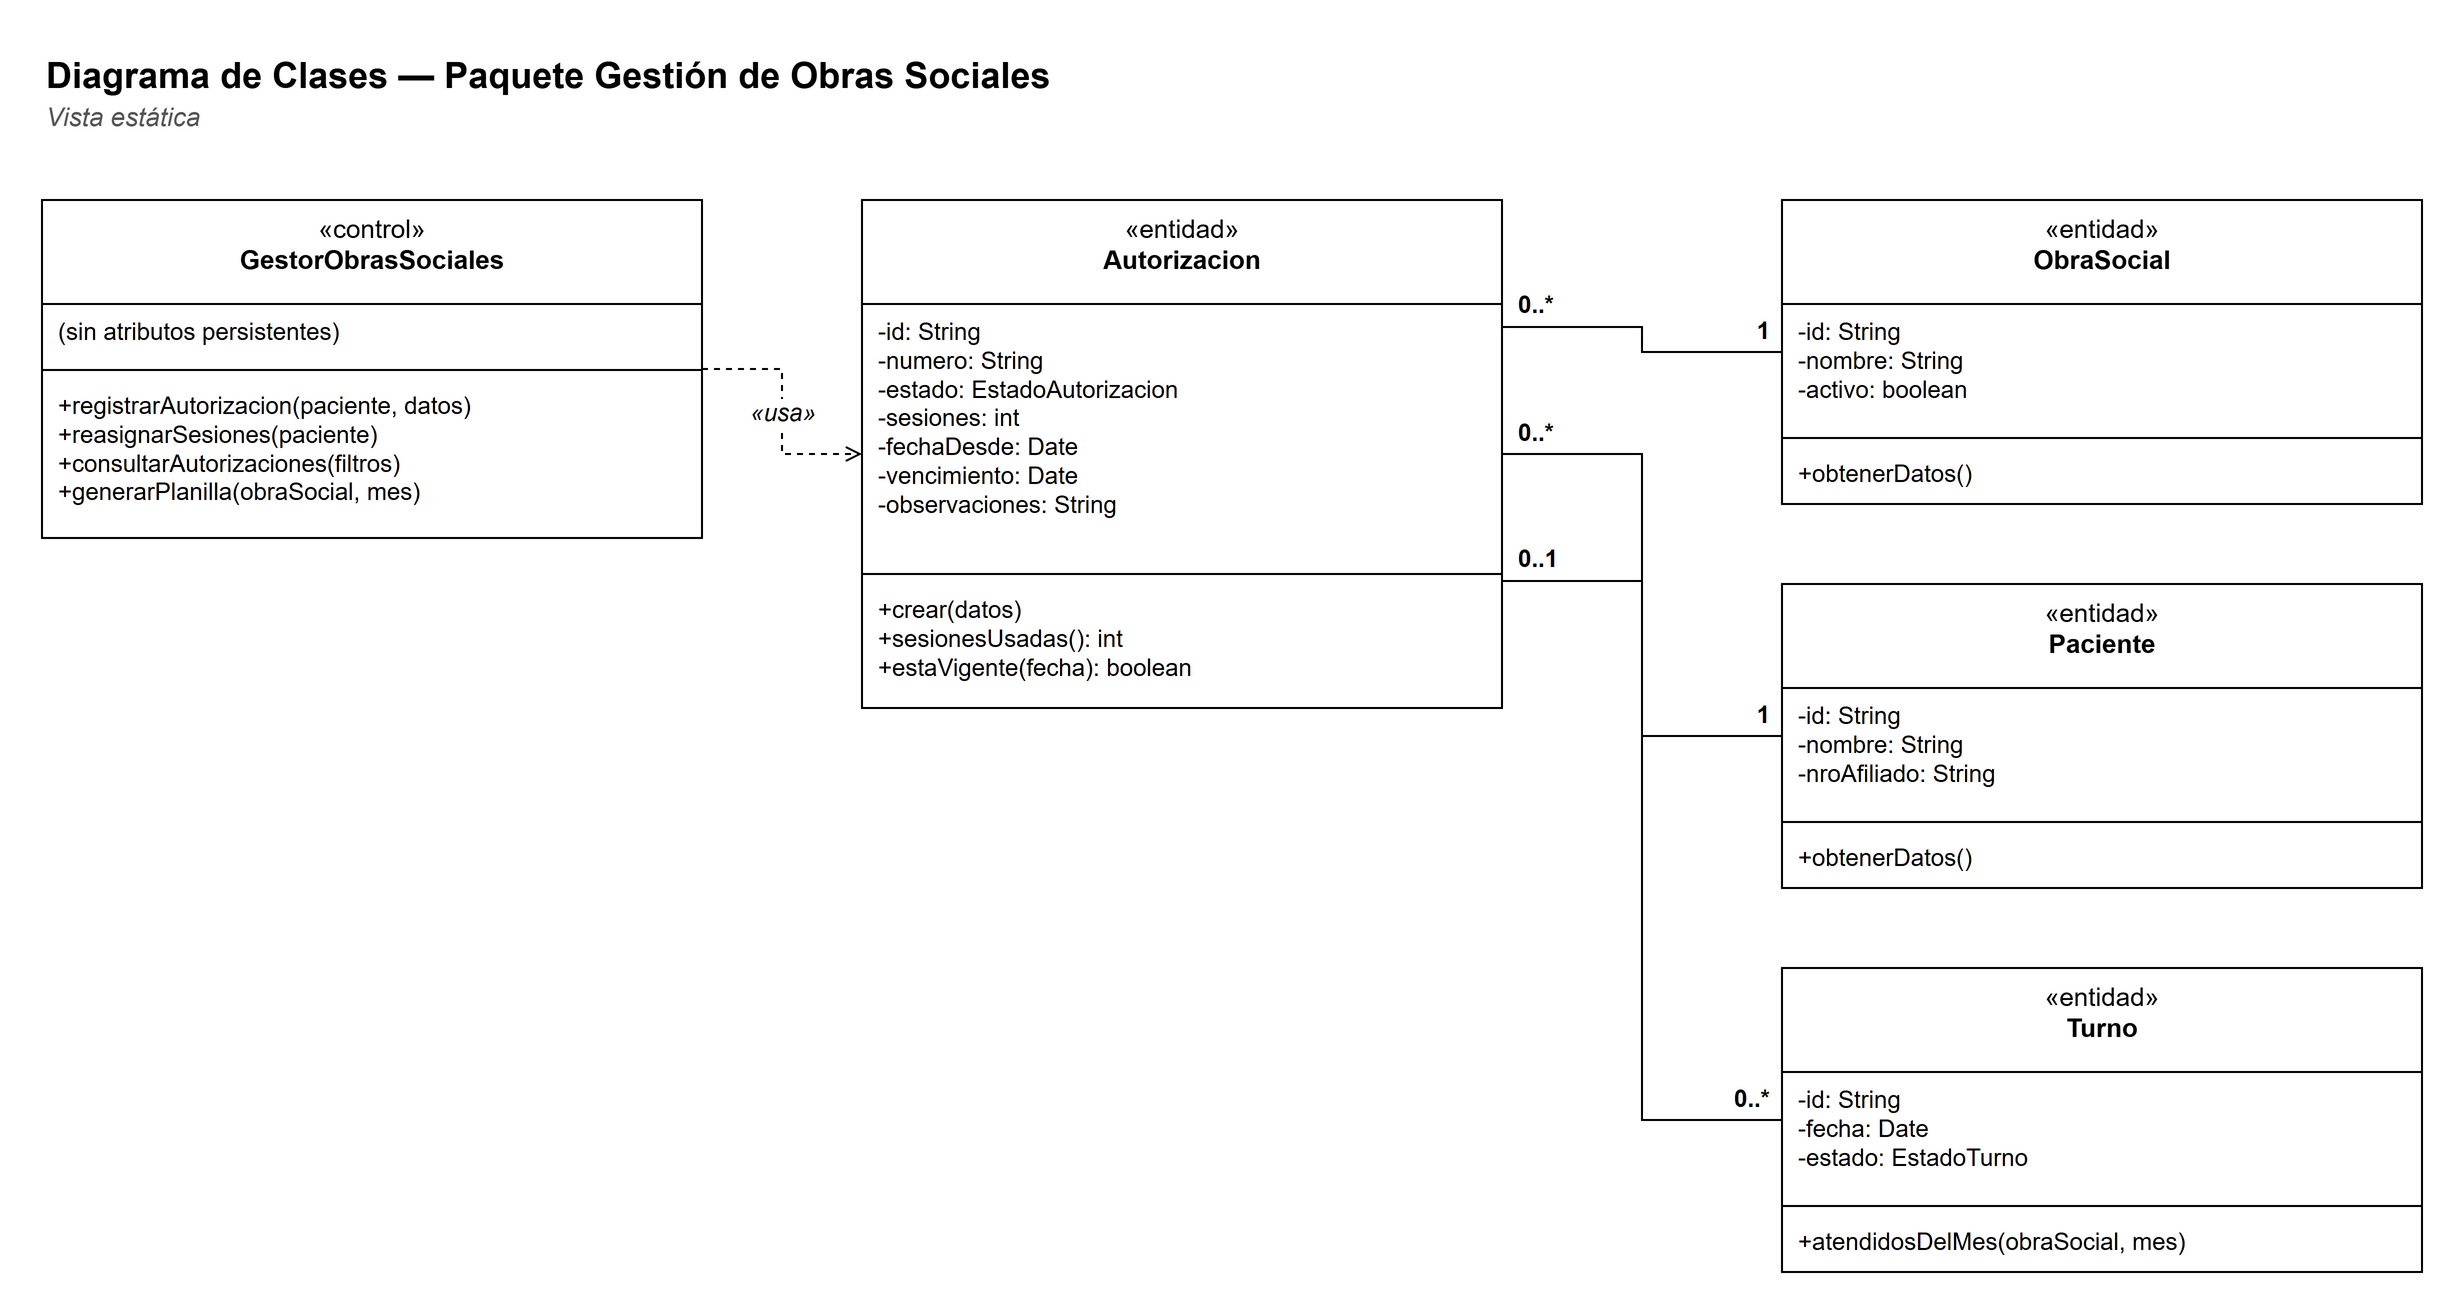 Diagrama de Clases — Paquete Gestión de Obras Sociales
Vista estática
«control»
GestorObrasSociales
(sin atributos persistentes)
+registrarAutorizacion(paciente, datos)
+reasignarSesiones(paciente)
+consultarAutorizaciones(filtros)
+generarPlanilla(obraSocial, mes)
«usa»
«entidad»
Autorizacion
-id: String
-numero: String
-estado: EstadoAutorizacion
-sesiones: int
-fechaDesde: Date
-vencimiento: Date
-observaciones: String
+crear(datos)
+sesionesUsadas(): int
+estaVigente(fecha): boolean
0..*
1
0..*
0..1
1
0..*
«entidad»
ObraSocial
-id: String
-nombre: String
-activo: boolean
+obtenerDatos()
«entidad»
Paciente
-id: String
-nombre: String
-nroAfiliado: String
+obtenerDatos()
«entidad»
Turno
-id: String
-fecha: Date
-estado: EstadoTurno
+atendidosDelMes(obraSocial, mes)